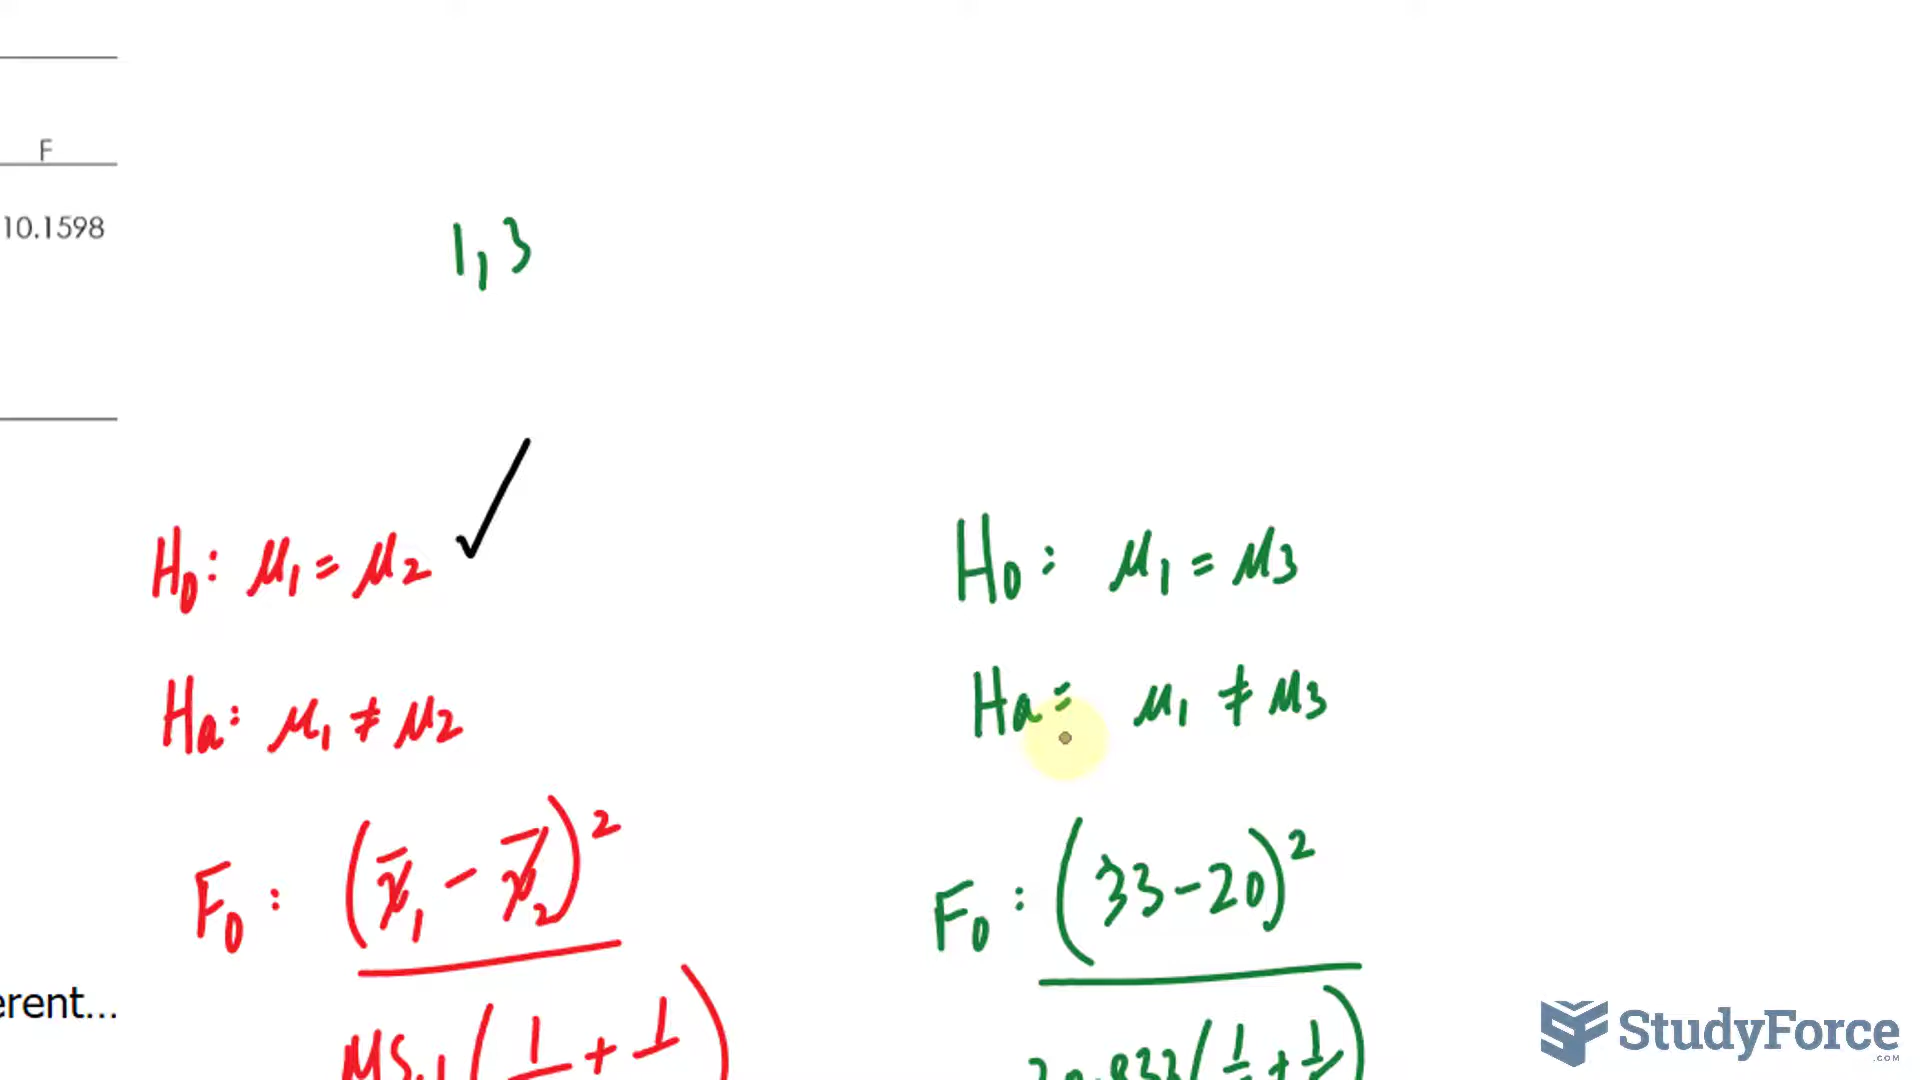 F
10.1598
1,3
H₀: μ₁ = μ₂ ✓
Hₐ: μ₁ ≠ μ₂
F₀: (x̄₁ - x̄₂)²
erent...
H₀: μ₁ = μ₃
Hₐ: μ₁ ≠ μ₃
F₀: (33-20)²
StudyForce
.COM